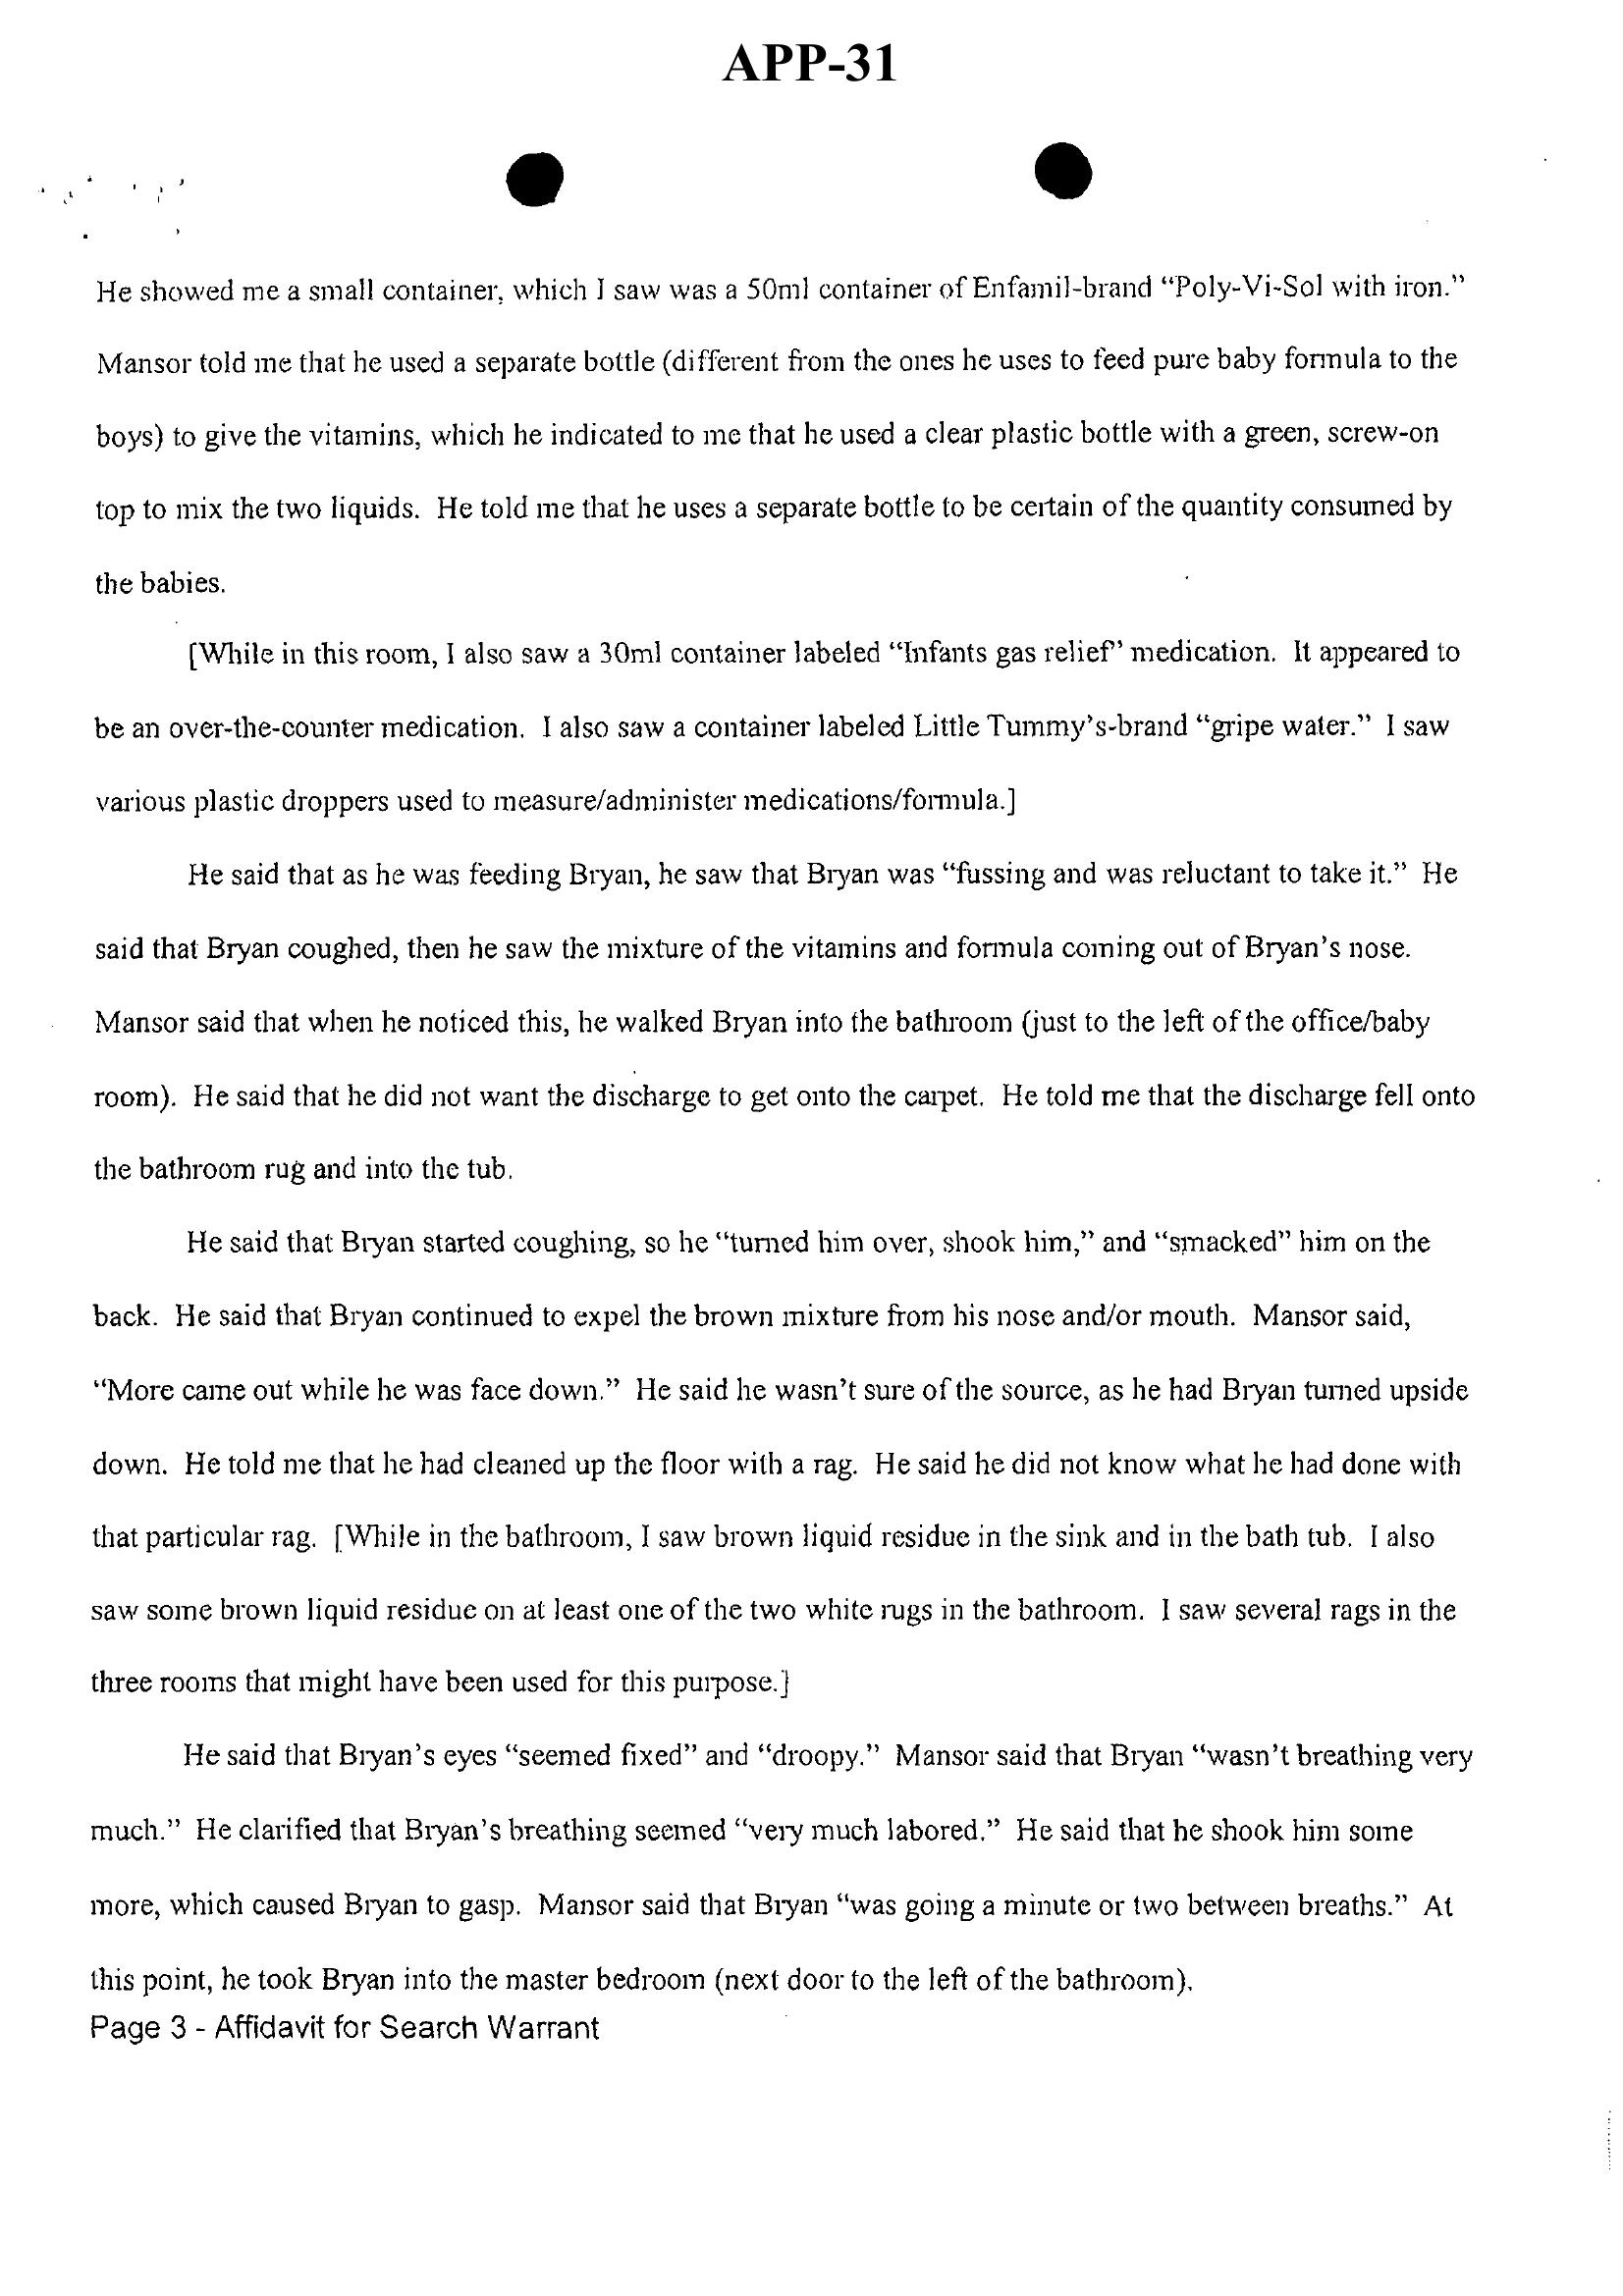 APP-31
He showed me a small container, which I saw was a 50ml container of Enfamil-brand “Poly-Vi-Sol with iron.”
Mansor told me that he used a separate bottle (different from the ones he uses to feed pure baby formula to the
boys) to give the vitamins, which he indicated to me that he used a clear plastic bottle with a green, screw-on
top to mix the two liquids.  He told me that he uses a separate bottle to be certain of the quantity consumed by
the babies.
[While in this room, I also saw a 30ml container labeled “Infants gas relief” medication.  It appeared to
be an over-the-counter medication.  I also saw a container labeled Little Tummy’s-brand “gripe water.”  I saw
various plastic droppers used to measure/administer medications/formula.]
He said that as he was feeding Bryan, he saw that Bryan was “fussing and was reluctant to take it.”  He
said that Bryan coughed, then he saw the mixture of the vitamins and formula coming out of Bryan’s nose.
Mansor said that when he noticed this, he walked Bryan into the bathroom (just to the left of the office/baby
room).  He said that he did not want the discharge to get onto the carpet.  He told me that the discharge fell onto
the bathroom rug and into the tub.
He said that Bryan started coughing, so he “turned him over, shook him,” and “smacked” him on the
back.  He said that Bryan continued to expel the brown mixture from his nose and/or mouth.  Mansor said,
“More came out while he was face down.”  He said he wasn’t sure of the source, as he had Bryan turned upside
down.  He told me that he had cleaned up the floor with a rag.  He said he did not know what he had done with
that particular rag.  [While in the bathroom, I saw brown liquid residue in the sink and in the bath tub.  I also
saw some brown liquid residue on at least one of the two white rugs in the bathroom.  I saw several rags in the
three rooms that might have been used for this purpose.]
He said that Bryan’s eyes “seemed fixed” and “droopy.”  Mansor said that Bryan “wasn’t breathing very
much.”  He clarified that Bryan’s breathing seemed “very much labored.”  He said that he shook him some
more, which caused Bryan to gasp.  Mansor said that Bryan “was going a minute or two between breaths.”  At
this point, he took Bryan into the master bedroom (next door to the left of the bathroom).
Page 3 - Affidavit for Search Warrant